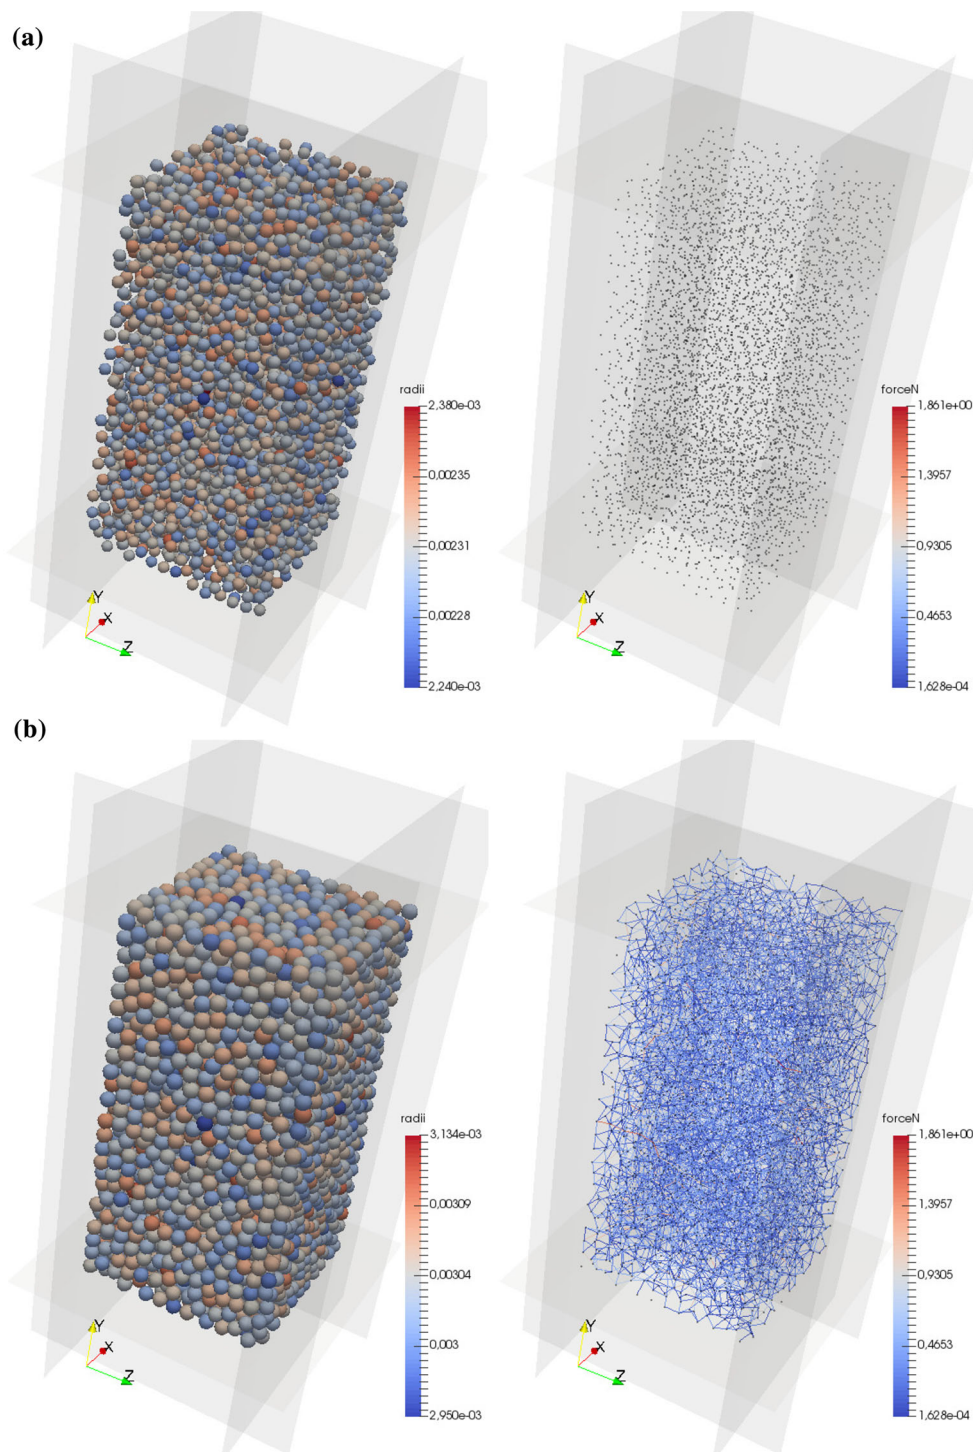 (a)
radii
2,380e-03
0,00235
0,00231
0,00228
2,240e-03
Y
X
Z
forceN
1,861e+00
1,3957
0,9305
0,4653
1,628e-04
Y
X
Z
(b)
radii
3,134e-03
0,00309
0,00304
0,003
2,950e-03
Y
X
Z
forceN
1,861e+00
1,3957
0,9305
0,4653
1,628e-04
Y
X
Z